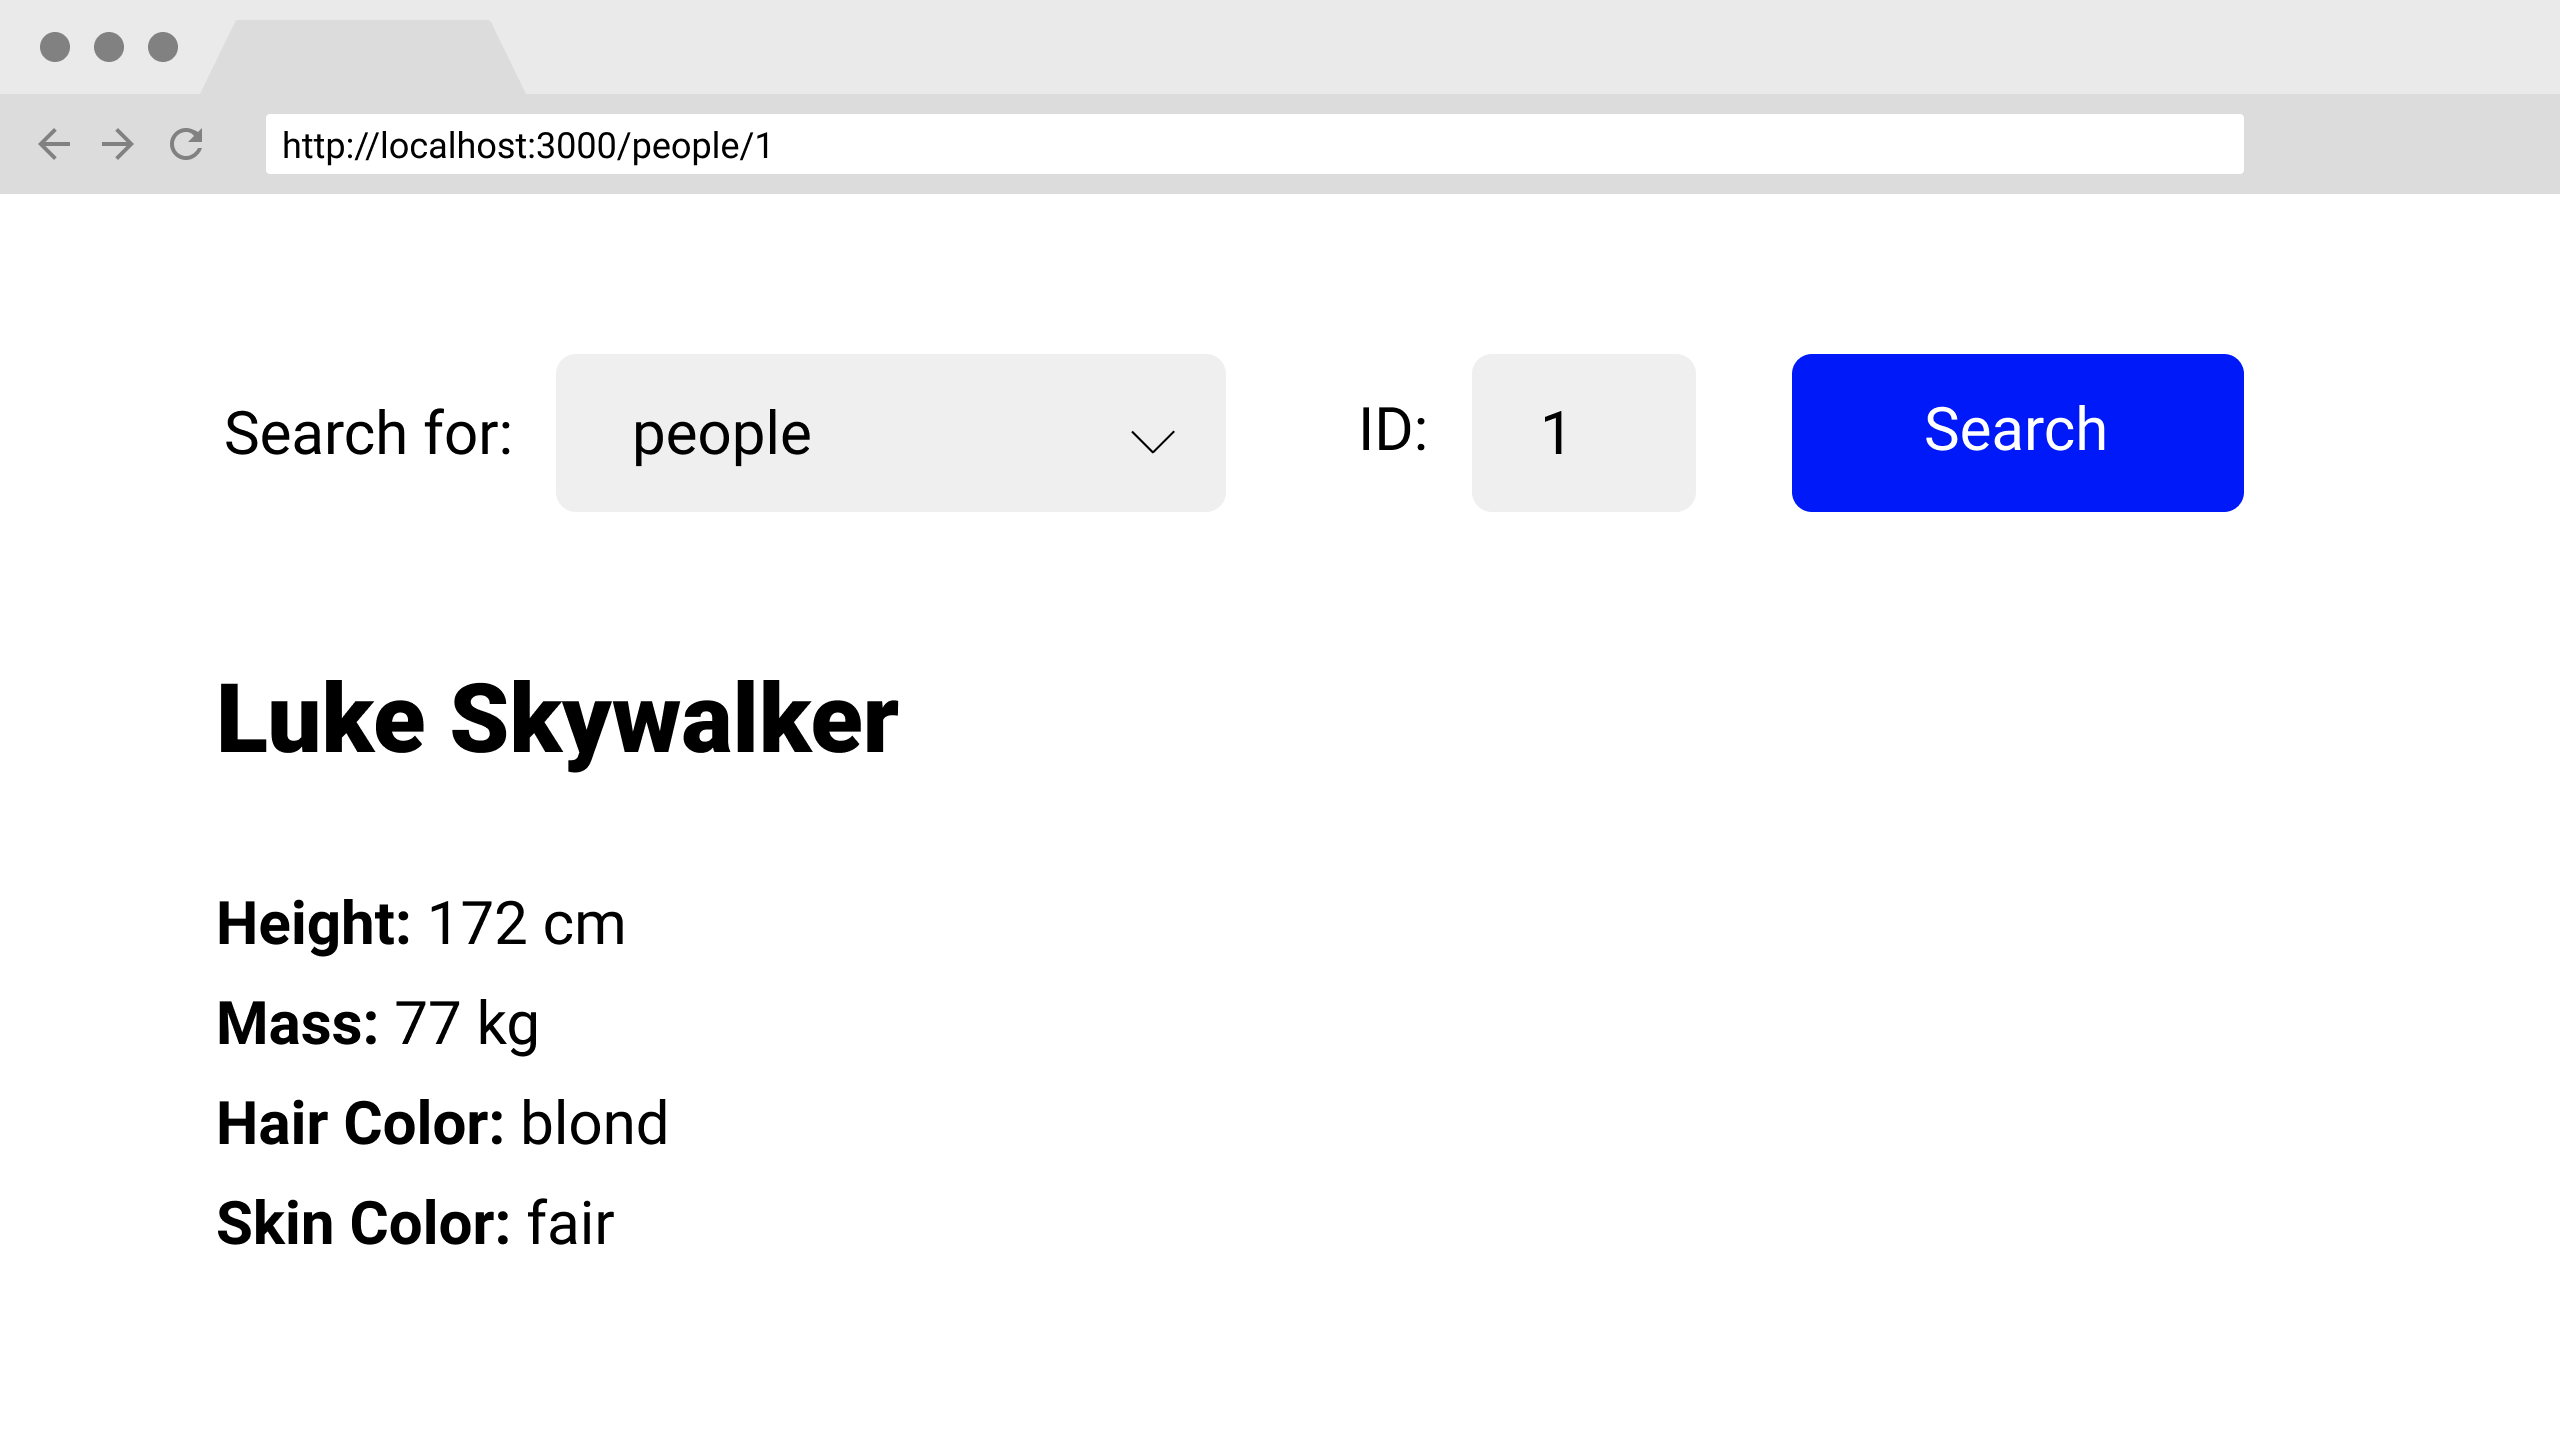 http://localhost:3000/people/1
Search for: people ID: 1 Search
Luke Skywalker
Height: 172 cm
Mass: 77 kg
Hair Color: blond
Skin Color: fair